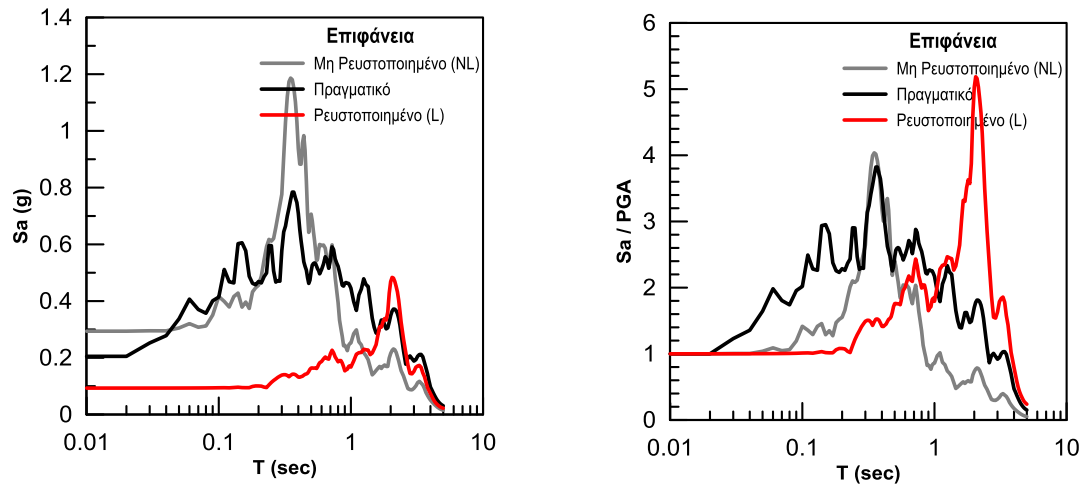 1.4
1.2
1
0.8
0.6
0.4
0.2
0
Sa (g)
Επιφάνεια
Μη Ρευστοποιημένο (NL)
Πραγματικό
Ρευστοποιημένο (L)
0.01
0.1
1
10
T (sec)
6
5
4
3
2
1
0
Sa / PGA
Επιφάνεια
Μη Ρευστοποιημένο (NL)
Πραγματικό
Ρευστοποιημένο (L)
0.01
0.1
1
10
T (sec)